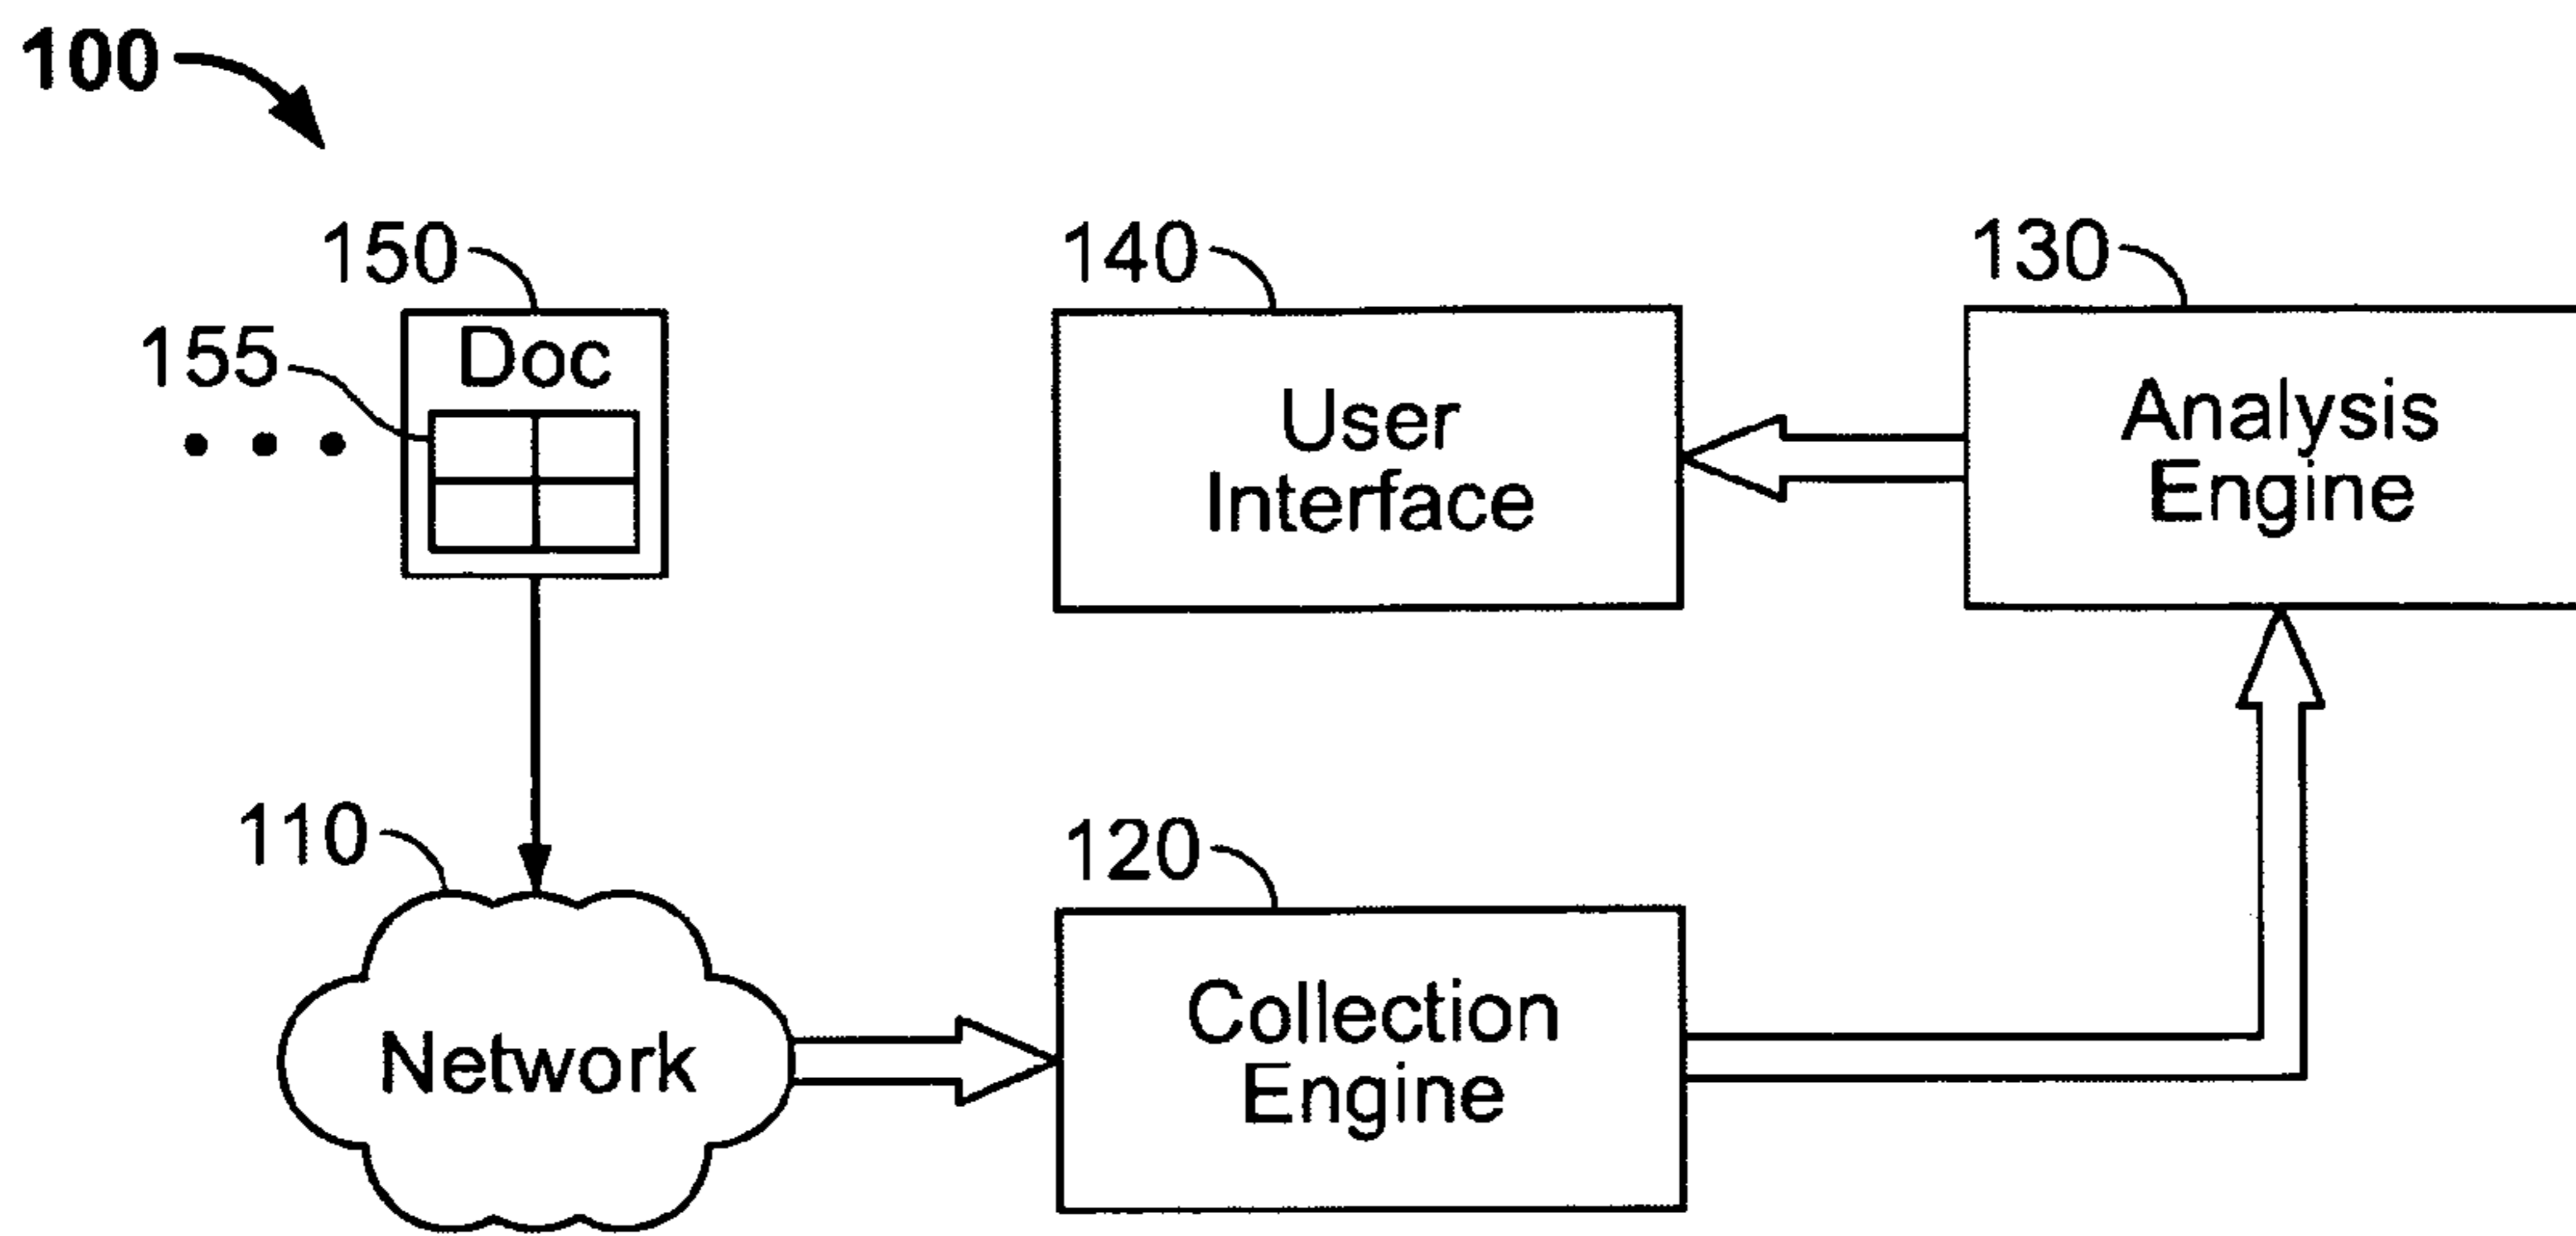 100
150
140
130
155
Doc
User
Interface
Analysis
Engine
110
120
Network
Collection
Engine